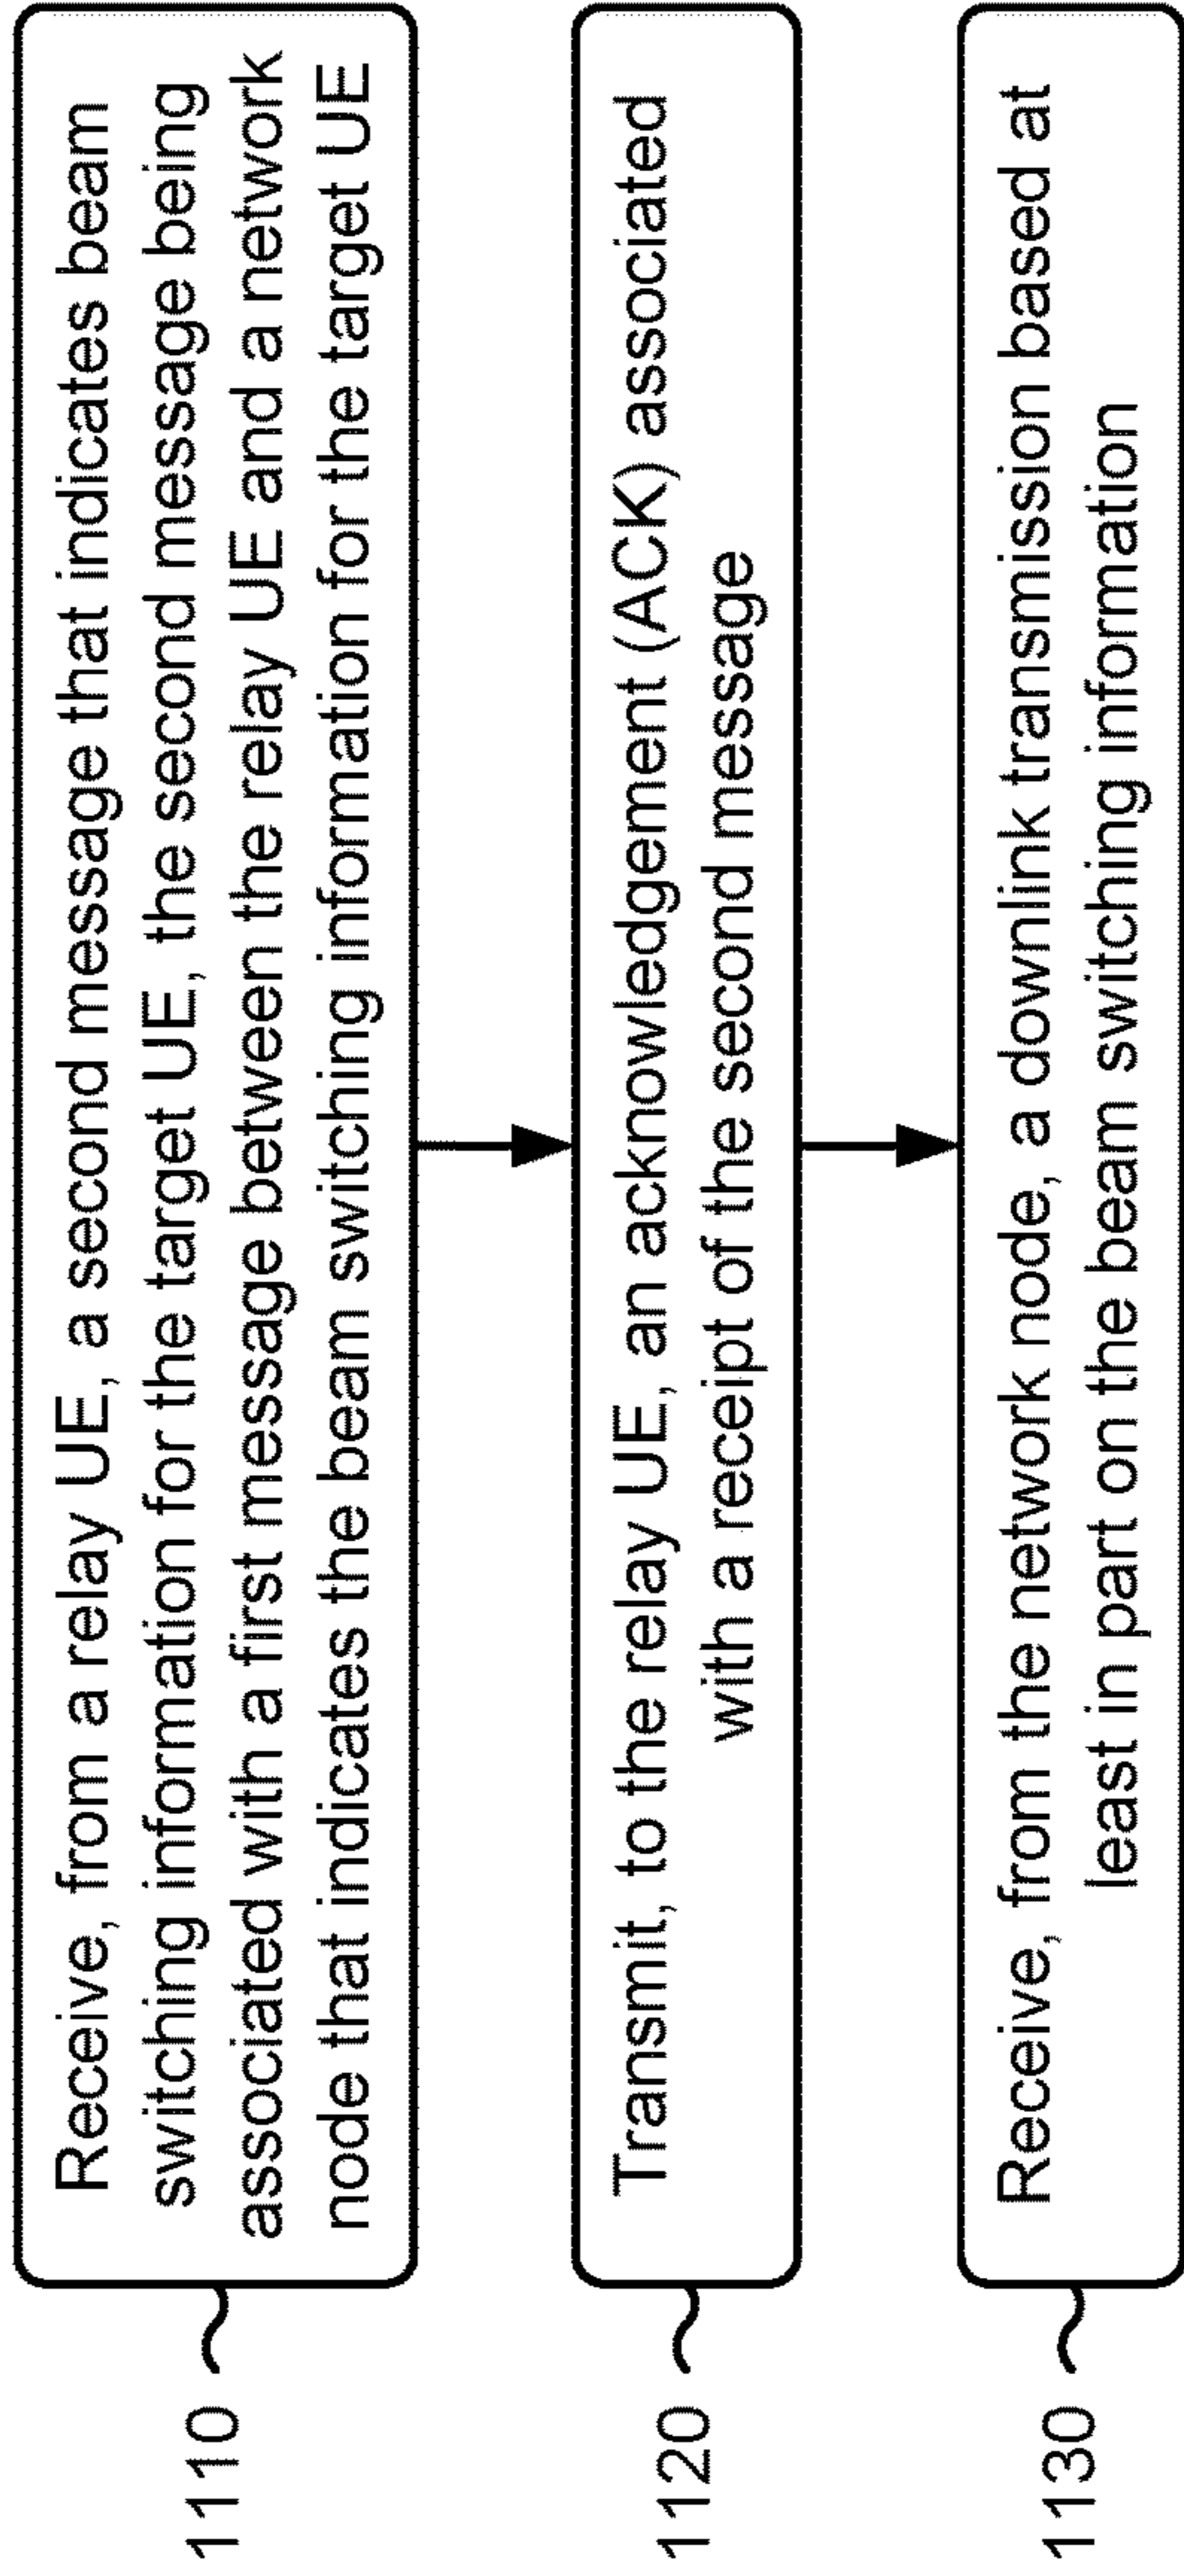 1110
Receive, from a relay UE, a second message that indicates beam
switching information for the target UE, the second message being
associated with a first message between the relay UE and a network
node that indicates the beam switching information for the target UE
1120
Transmit, to the relay UE, an acknowledgement (ACK) associated
with a receipt of the second message
1130
Receive, from the network node, a downlink transmission based at
least in part on the beam switching information